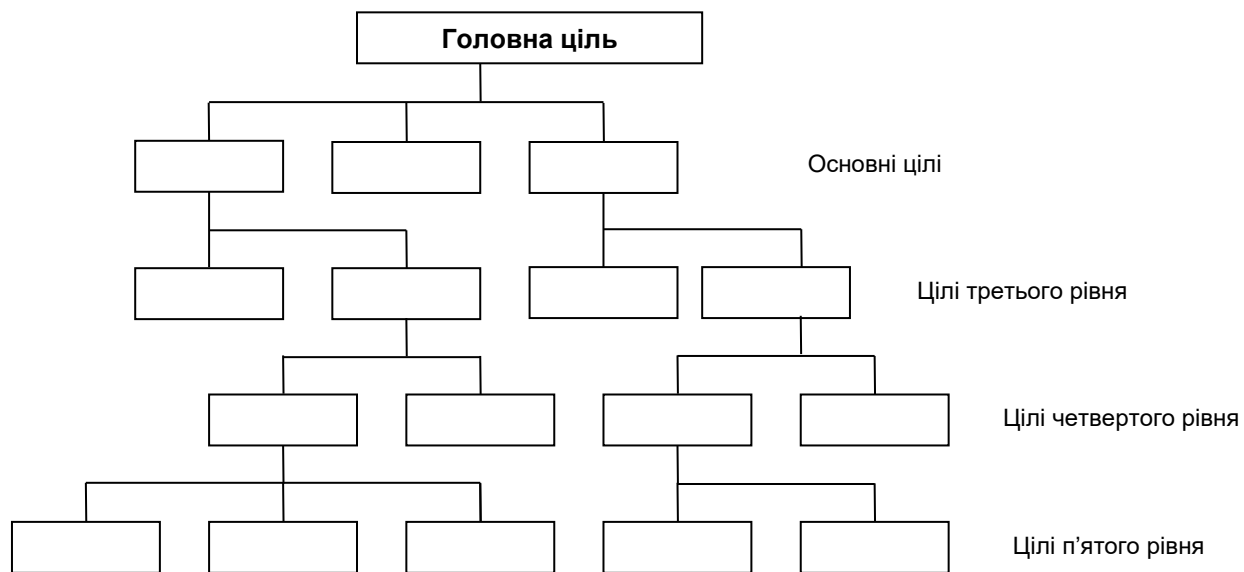 Головна ціль
Основні цілі
Цілі третього рівня
Цілі четвертого рівня
Цілі п’ятого рівня